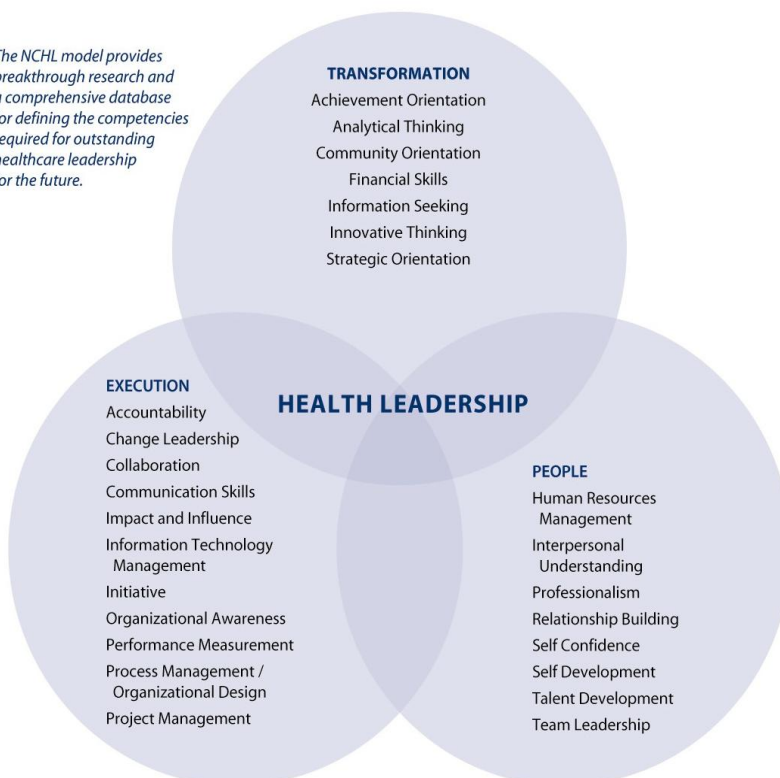 The NCHL model provides
breakthrough research and
a comprehensive database
for defining the competencies
required for outstanding
healthcare leadership
for the future.
TRANSFORMATION
Achievement Orientation
Analytical Thinking
Community Orientation
Financial Skills
Information Seeking
Innovative Thinking
Strategic Orientation
HEALTH LEADERSHIP
EXECUTION
Accountability
Change Leadership
Collaboration
Communication Skills
Impact and Influence
Information Technology
Management
Initiative
Organizational Awareness
Performance Measurement
Process Management /
Organizational Design
Project Management
PEOPLE
Human Resources
Management
Interpersonal
Understanding
Professionalism
Relationship Building
Self Confidence
Self Development
Talent Development
Team Leadership